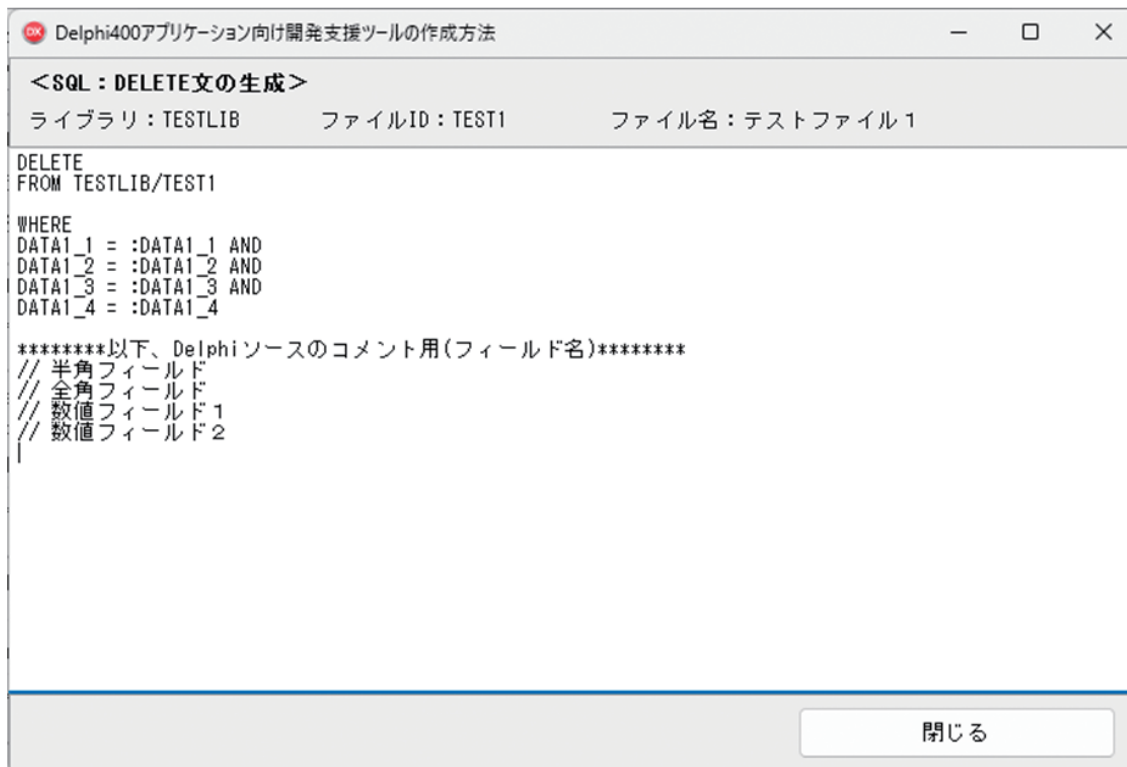 DX Delphi400アプリケーション向け開発支援ツールの作成方法
＜SQL：DELETE文の生成＞
ライブラリ：TESTLIB ファイルID：TEST1 ファイル名：テストファイル１
DELETE
FROM TESTLIB/TEST1
WHERE
DATA1_1 = :DATA1_1 AND
DATA1_2 = :DATA1_2 AND
DATA1_3 = :DATA1_3 AND
DATA1_4 = :DATA1_4
********以下、Delphiソースのコメント用(フィールド名)********
// 半角フィールド
// 全角フィールド
// 数値フィールド１
// 数値フィールド２
閉じる